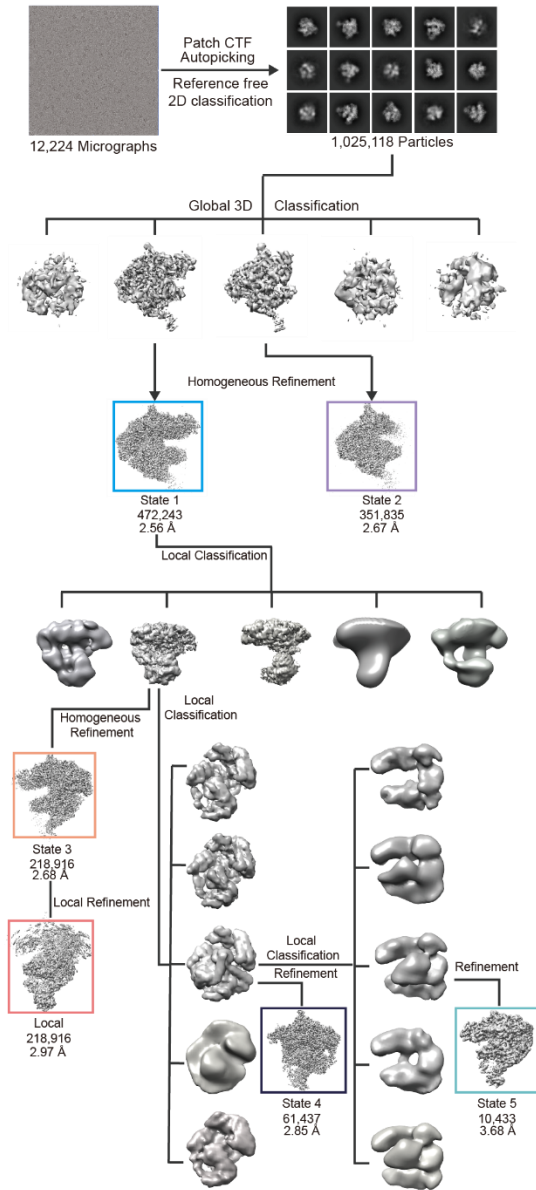 Patch CTF
Autopicking
Reference free
2D classification
12,224 Micrographs
1,025,118 Particles
Global 3D Classification
Homogeneous Refinement
State 1
472,243
2.56 Å
State 2
351,835
2.67 Å
Local Classification
Homogeneous
Refinement
Local
Classification
State 3
218,916
2.68 Å
Local Refinement
Local
218,916
2.97 Å
Local
Classification
Refinement
State 4
61,437
2.85 Å
Refinement
State 5
10,433
3.68 Å